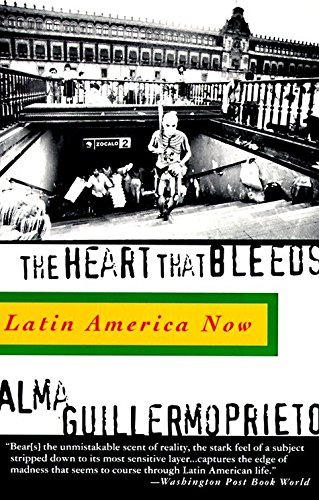 ZOCALO 2
THE HEART THAT BLEEDS
Latin America Now
ALMA
GUILLERMOPRIETO
"Bear[s] the unmistakable scent of reality, the stark feel of a subject
stripped down to its most sensitive layer...captures the edge of
madness that seems to course through Latin American life."
—Washington Post Book World